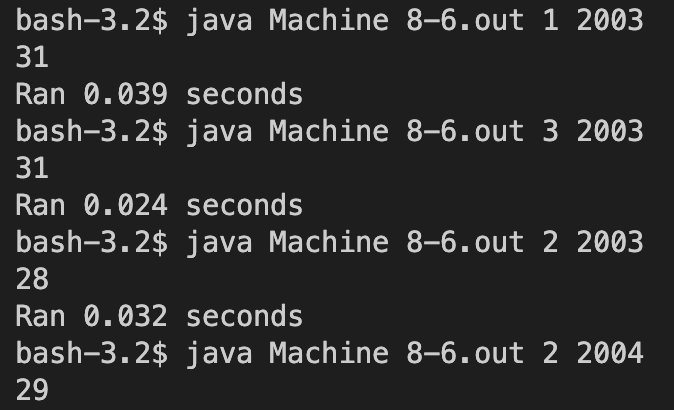 bash-3.2$ java Machine 8-6.out 1 2003
31
Ran 0.039 seconds
bash-3.2$ java Machine 8-6.out 3 2003
31
Ran 0.024 seconds
bash-3.2$ java Machine 8-6.out 2 2003
28
Ran 0.032 seconds
bash-3.2$ java Machine 8-6.out 2 2004
29